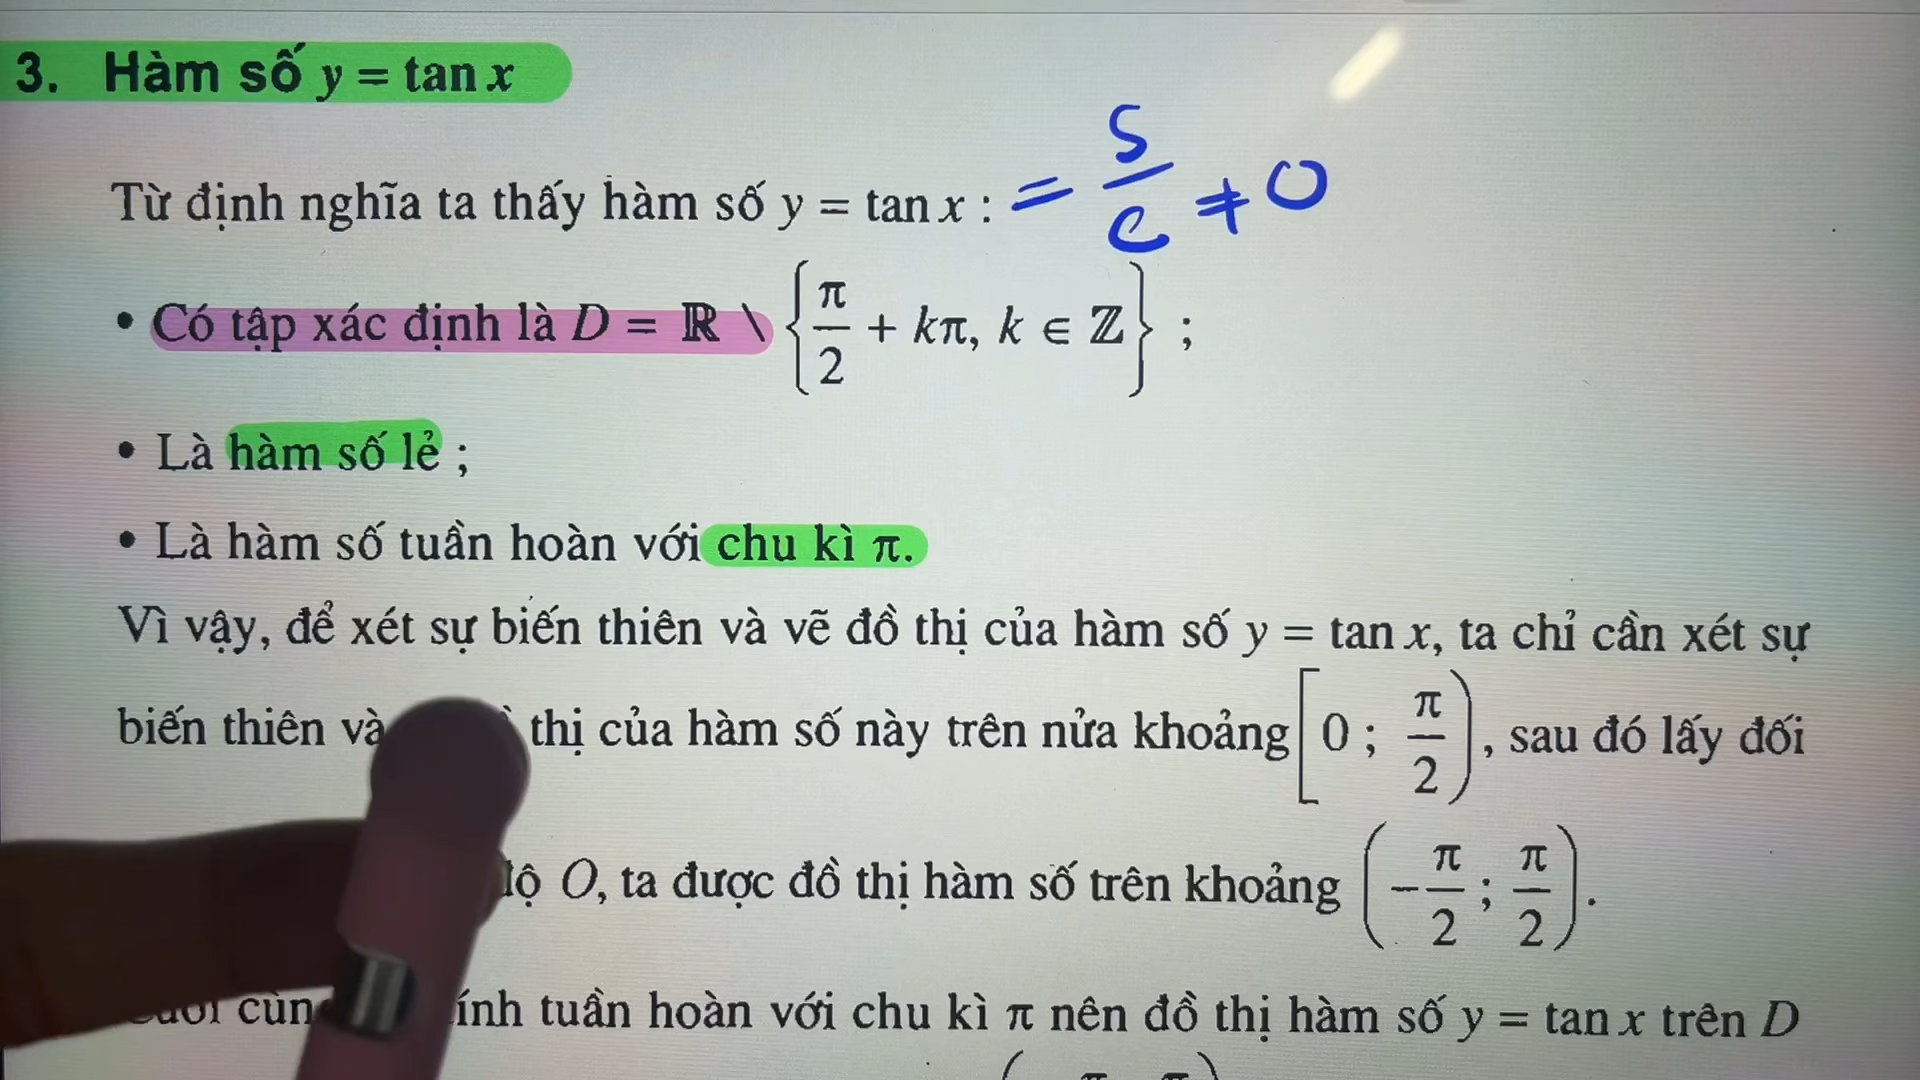 3. Hàm số y = tan x
Từ định nghĩa ta thấy hàm số y = tan x : = s/c ≠ 0
• Có tập xác định là D = ℝ \ {π/2 + kπ, k ∈ ℤ} ;
• Là hàm số lẻ ;
• Là hàm số tuần hoàn với chu kì π.
Vì vậy, để xét sự biến thiên và vẽ đồ thị của hàm số y = tan x, ta chỉ cần xét sự
biến thiên và thị của hàm số này trên nửa khoảng [0 ; π/2), sau đó lấy đối
O, ta được đồ thị hàm số trên khoảng (-π/2 ; π/2).
tuần hoàn với chu kì π nên đồ thị hàm số y = tan x trên D